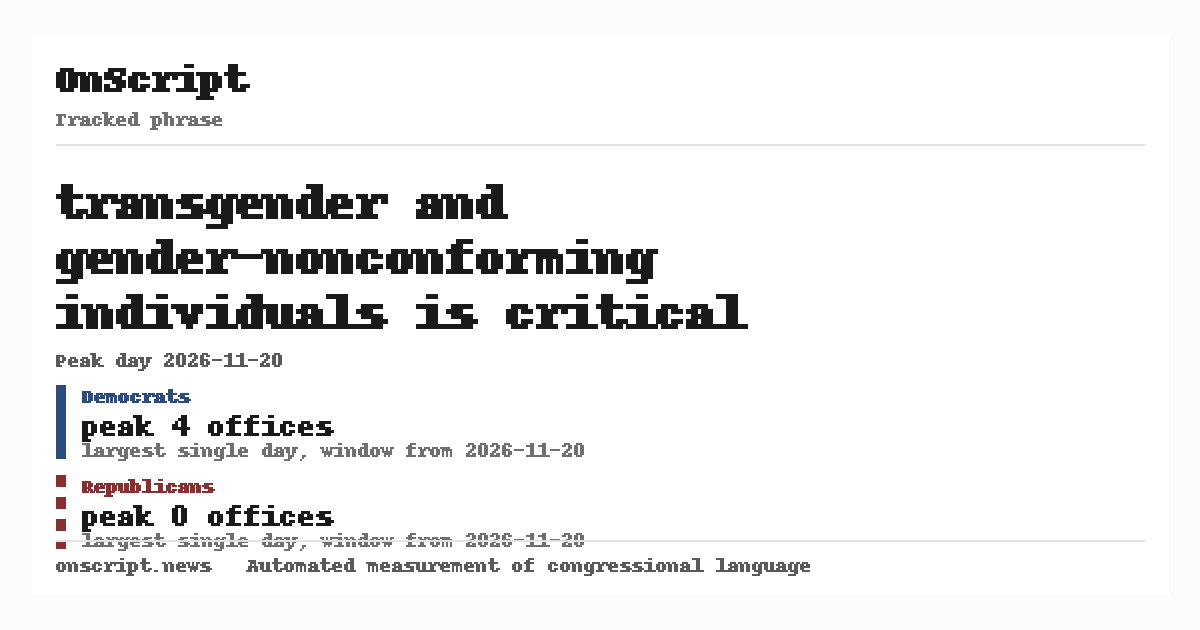 OnScript
Tracked phrase
transgender and
gender-nonconforming
individuals is critical
Peak day 2026-11-20
Democrats
peak 4 offices
largest single day, window from 2026-11-20
Republicans
peak 0 offices
largest single day, window from 2026-11-20
onscript.news Automated measurement of congressional language